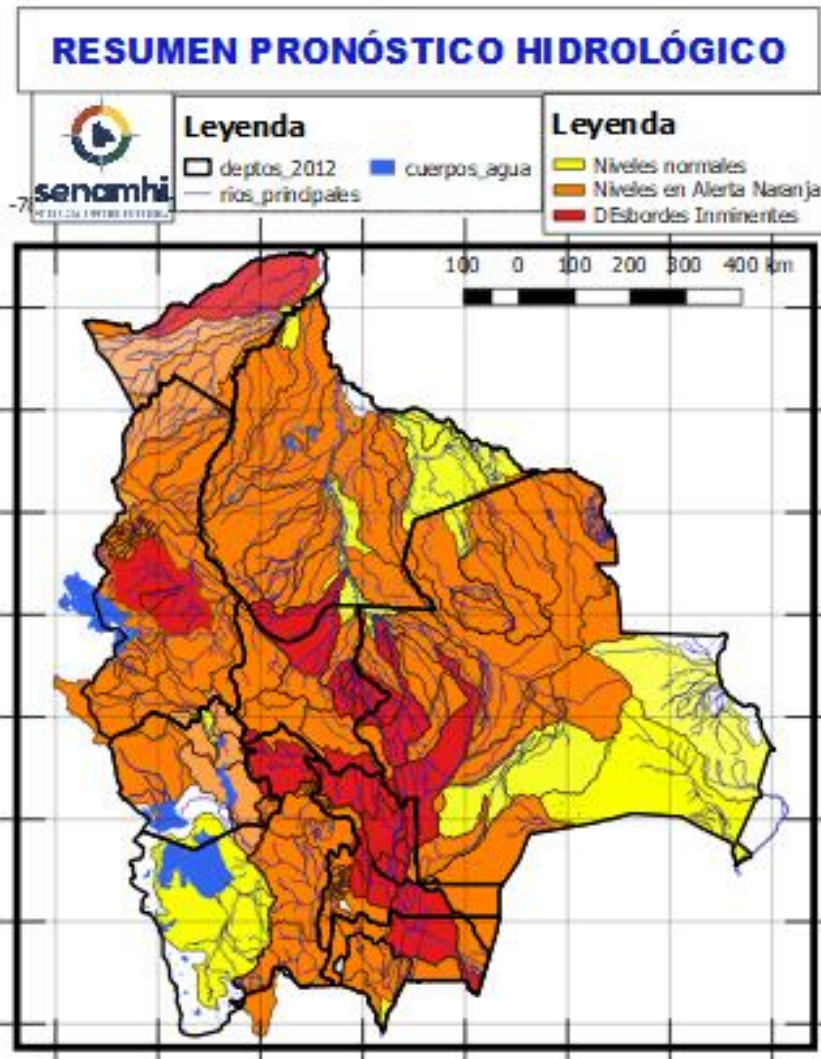 RESUMEN PRONÓSTICO HIDROLÓGICO
senamhi
Leyenda
deptos_2012
cuerpos_agua
rios_principales
Leyenda
Niveles normales
Niveles en Alerta Naranja
DEsbordes Inminentes
100 0 100 200 300 400 km